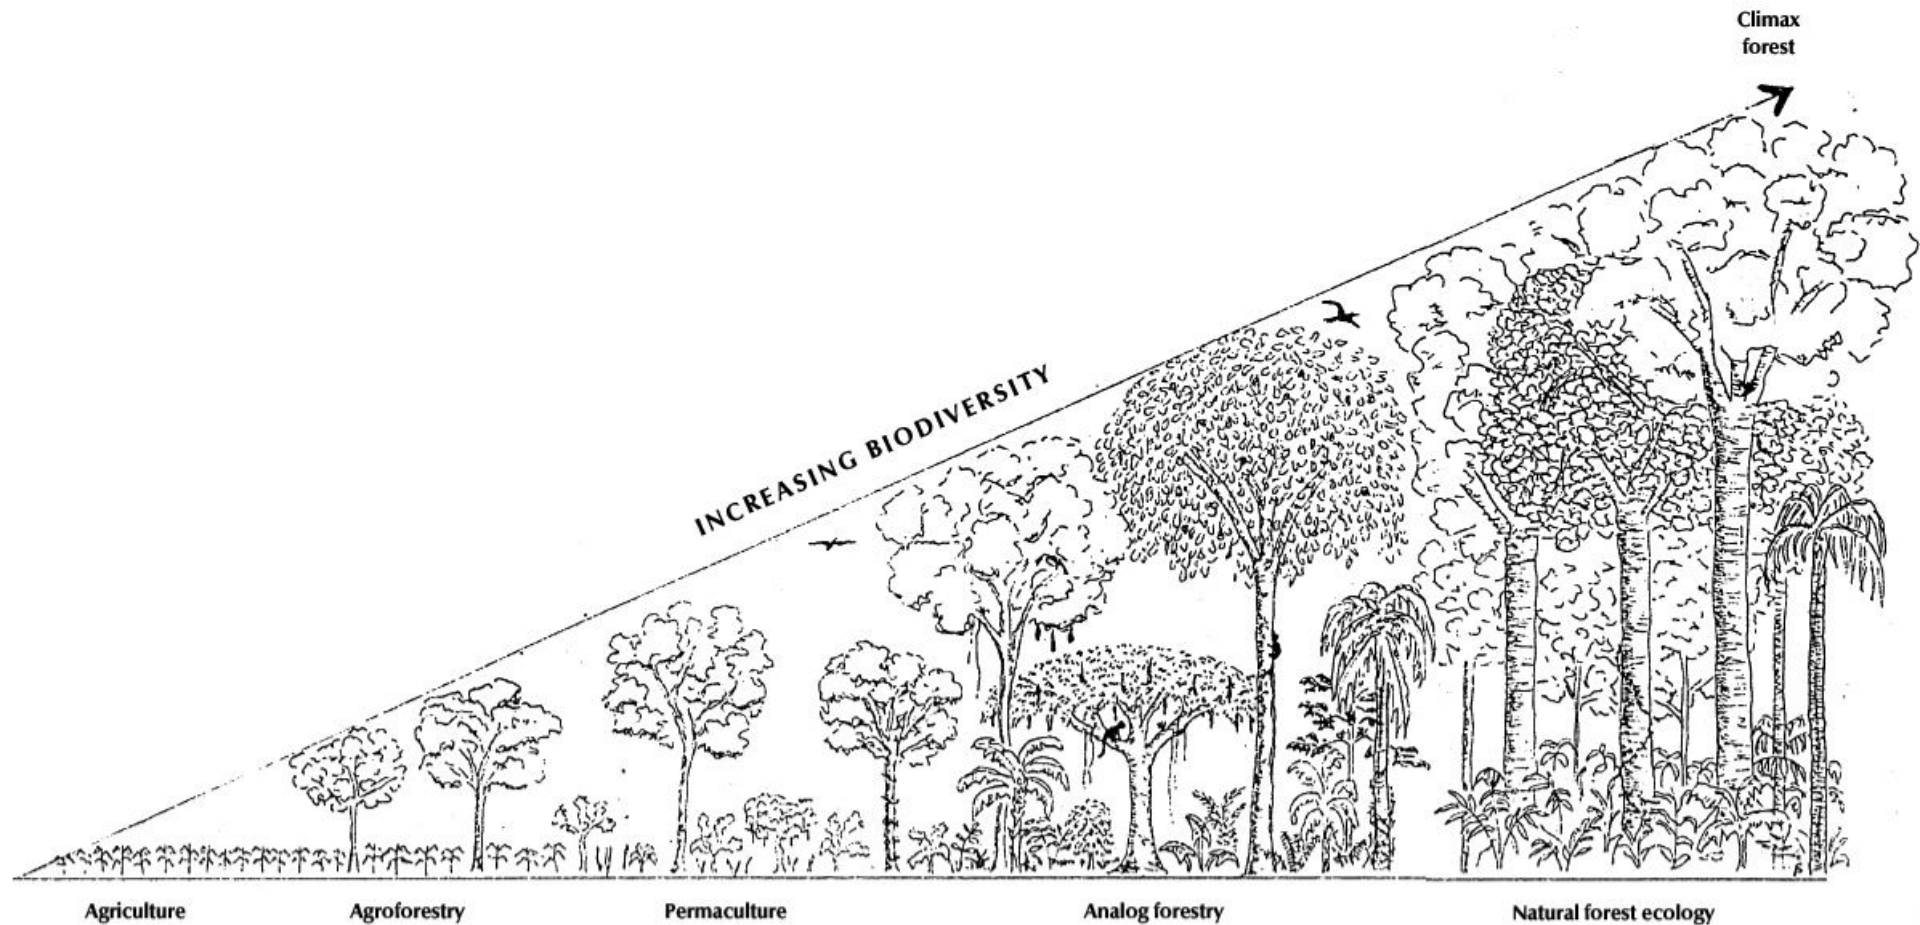 Climax
forest
INCREASING BIODIVERSITY
Agriculture
Agroforestry
Permaculture
Analog forestry
Natural forest ecology